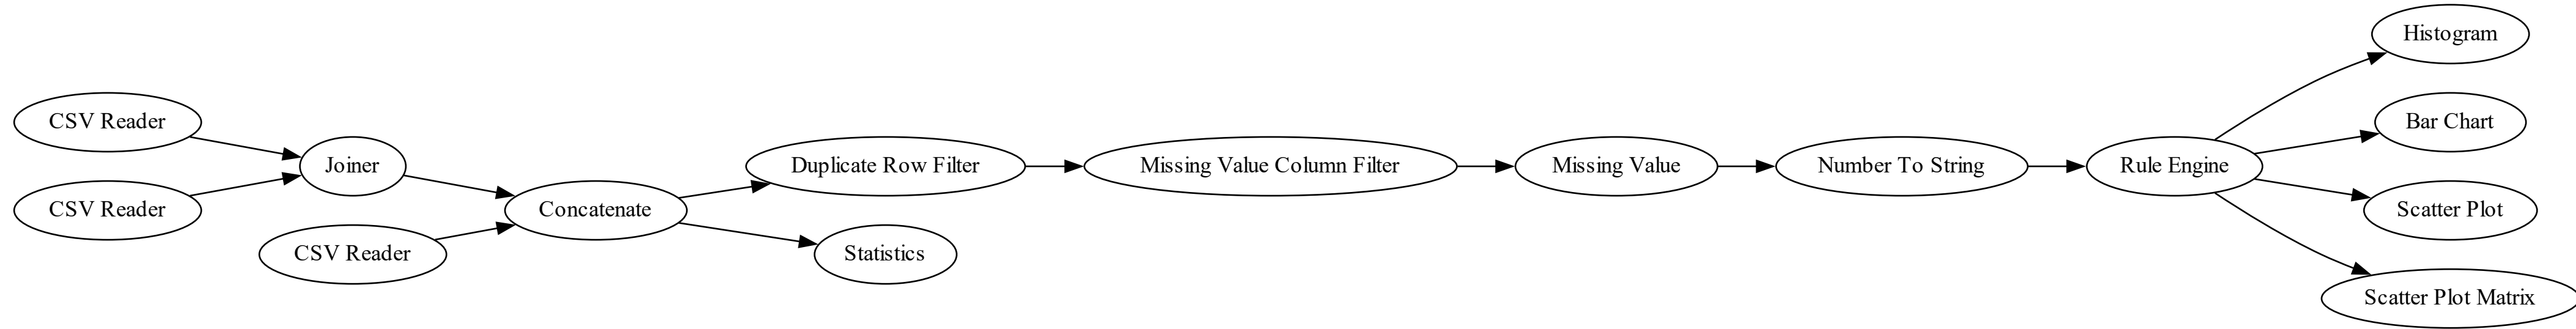 CSV Reader
CSV Reader
Joiner
CSV Reader
Concatenate
Duplicate Row Filter
Statistics
Missing Value Column Filter
Missing Value
Number To String
Rule Engine
Histogram
Bar Chart
Scatter Plot
Scatter Plot Matrix